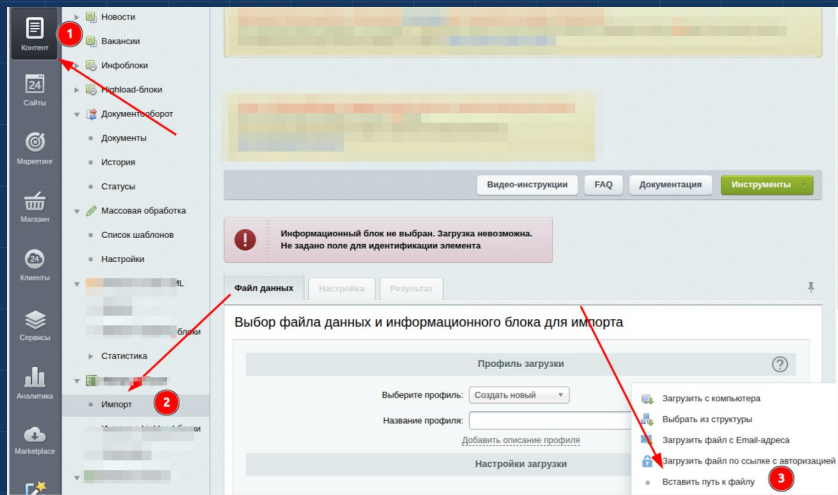 Контент
24
Сайты
Маркетинг
Магазин
24
Клиенты
Сервисы
Аналитика
Marketplace
1
Новости
Вакансии
Инфоблоки
Highload-блоки
Документооборот
Документы
История
Статусы
Массовая обработка
Список шаблонов
Настройки
блоки
Статистика
Импорт
2
Видео-инструкции FAQ Документация Инструменты
Информационный блок не выбран. Загрузка невозможна.
Не задано поле для идентификации элемента
Файл данных Настройка Результат
Выбор файла данных и информационного блока для импорта
Профиль загрузки
?
Выберите профиль: Создать новый
Название профиля:
Добавить описание профиля
Настройки загрузки
Загрузить с компьютера
Выбрать из структуры
Загрузить файл с Email-адреса
Загрузить файл по ссылке с авторизацией
Вставить путь к файлу
3